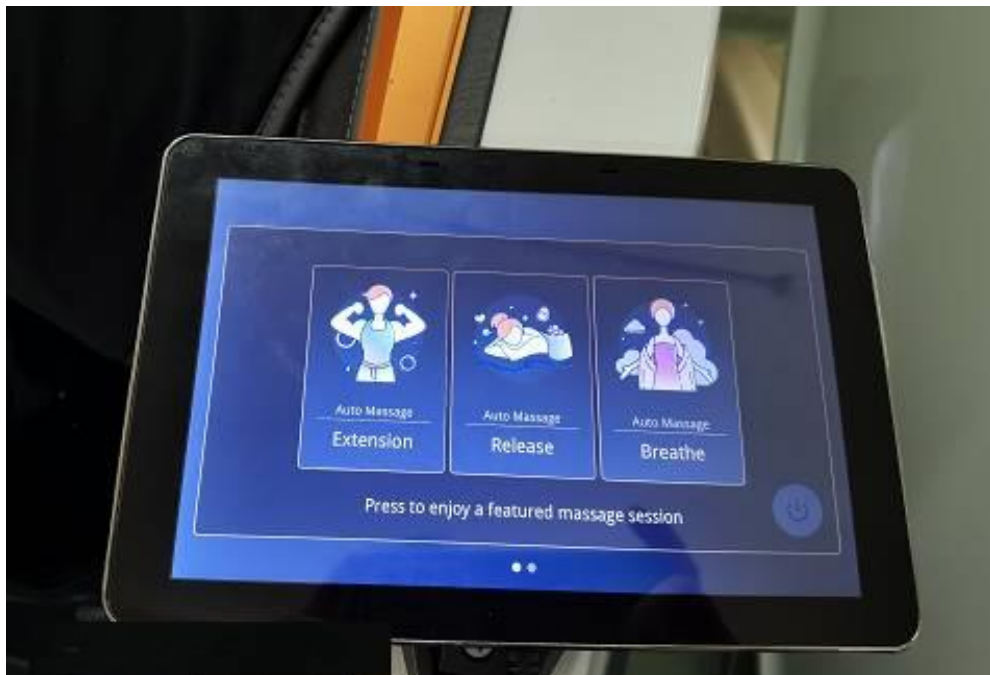 Auto Massage
Extension
Auto Massage
Release
Auto Massage
Breathe
Press to enjoy a featured massage session